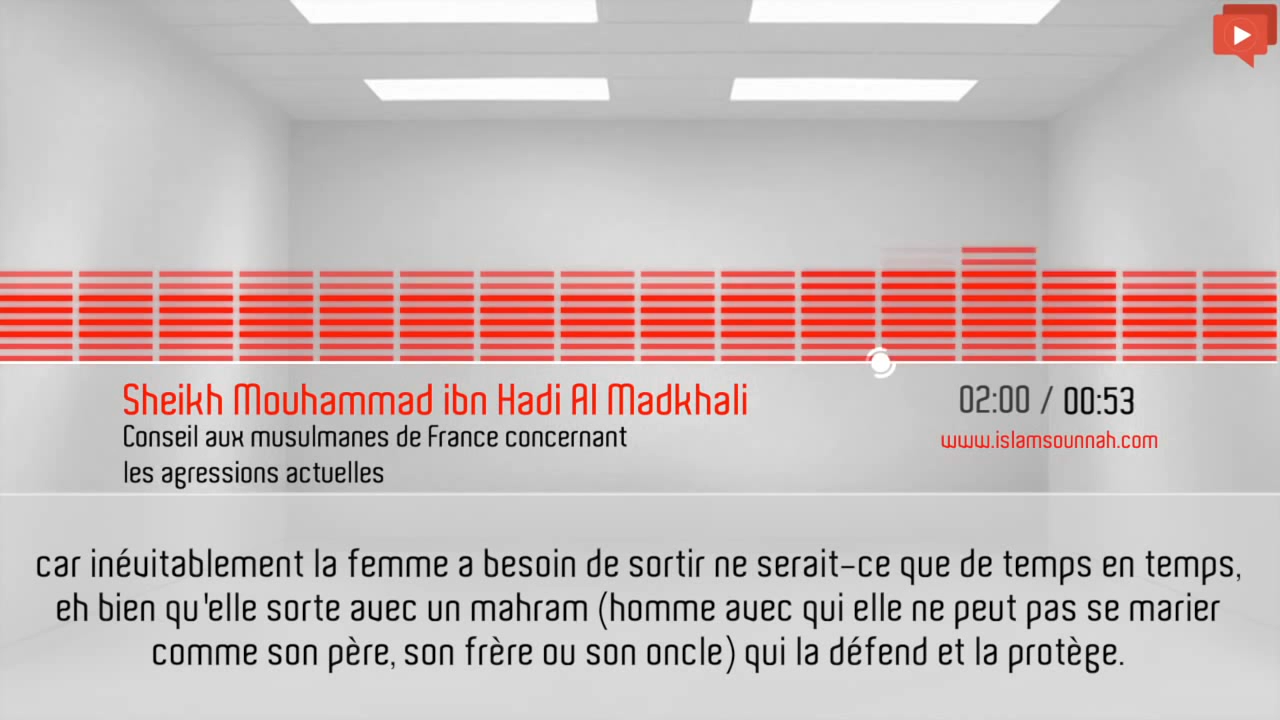 Sheikh Mouhammad ibn Hadi Al Madkhali
Conseil aux musulmanes de France concernant
les agressions actuelles
02:00 / 00:53
www.islamsounnah.com
car inévitablement la femme a besoin de sortir ne serait-ce que de temps en temps,
eh bien qu'elle sorte avec un mahram (homme avec qui elle ne peut pas se marier
comme son père, son frère ou son oncle) qui la défend et la protège.